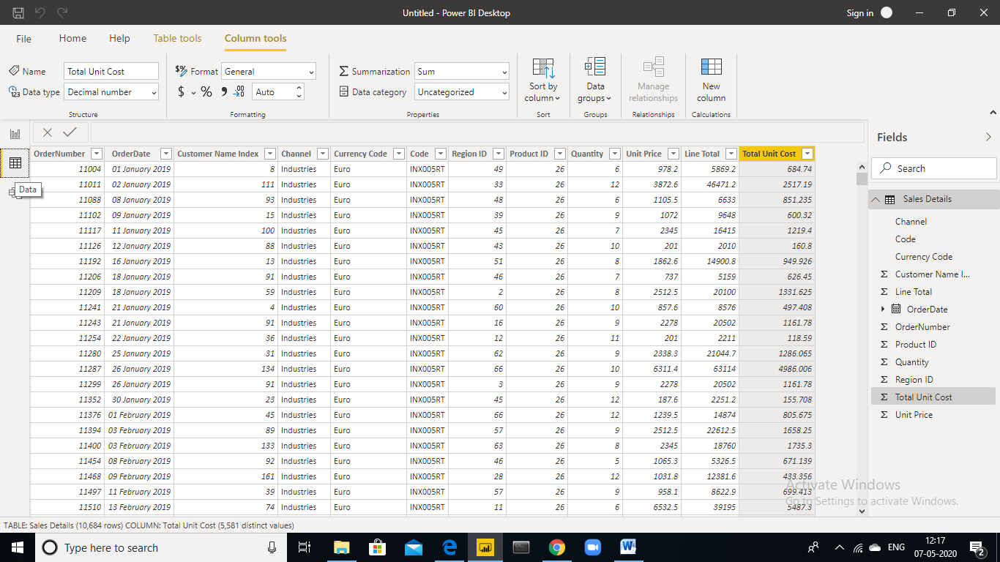 Untitled - Power BI Desktop
Sign in
File Home Help Table tools Column tools
Name Total Unit Cost
Data type Decimal number
Structure
Format General
$ % Auto
Formatting
Summarization Sum
Data category Uncategorized
Properties
Sort by column
Sort
Data groups
Groups
Manage relationships
Relationships
New column
Calculations
OrderNumber OrderDate Customer Name Index Channel Currency Code Code Region ID Product ID Quantity Unit Price Line Total Total Unit Cost
11004 01 January 2019 8 Industries Euro INX005RT 49 26 6 978.2 5869.2 684.74
11011 02 January 2019 111 Industries Euro INX005RT 33 26 12 3872.6 46471.2 2517.19
11088 08 January 2019 93 Industries Euro INX005RT 48 26 6 1105.5 6633 851.235
11102 09 January 2019 15 Industries Euro INX005RT 39 26 9 1072 9648 600.32
11117 11 January 2019 100 Industries Euro INX005RT 45 26 7 2345 16415 1219.4
11126 12 January 2019 88 Industries Euro INX005RT 43 26 10 201 2010 160.8
11192 16 January 2019 13 Industries Euro INX005RT 51 26 8 1862.6 14900.8 949.926
11206 18 January 2019 91 Industries Euro INX005RT 46 26 7 737 5159 626.45
11209 18 January 2019 59 Industries Euro INX005RT 2 26 8 2512.5 20100 1331.625
11241 21 January 2019 4 Industries Euro INX005RT 60 26 10 857.6 8576 497.408
11243 21 January 2019 91 Industries Euro INX005RT 16 26 9 2278 20502 1161.78
11254 22 January 2019 36 Industries Euro INX005RT 12 26 11 201 2211 118.59
11280 25 January 2019 31 Industries Euro INX005RT 62 26 9 2338.3 21044.7 1286.065
11287 26 January 2019 134 Industries Euro INX005RT 66 26 10 6311.4 63114 4986.006
11299 26 January 2019 91 Industries Euro INX005RT 3 26 9 2278 20502 1161.78
11352 30 January 2019 23 Industries Euro INX005RT 45 26 12 187.6 2251.2 155.708
11376 01 February 2019 45 Industries Euro INX005RT 66 26 12 1239.5 14874 805.675
11394 03 February 2019 89 Industries Euro INX005RT 57 26 9 2512.5 22612.5 1658.25
11400 03 February 2019 133 Industries Euro INX005RT 63 26 8 2345 18760 1735.3
11454 08 February 2019 92 Industries Euro INX005RT 46 26 5 1065.3 5326.5 671.139
11468 09 February 2019 161 Industries Euro INX005RT 28 26 12 1031.8 12381.6 433.356
11497 11 February 2019 39 Industries Euro INX005RT 57 26 9 958.1 8622.9 699.413
11510 13 February 2019 74 Industries Euro INX005RT 11 26 6 6532.5 39195 5487.3
Data
Fields
Search
Sales Details
Channel
Code
Currency Code
Customer Name I...
Line Total
OrderDate
OrderNumber
Product ID
Quantity
Region ID
Total Unit Cost
Unit Price
Activate Windows
Go to Settings to activate Windows.
TABLE: Sales Details (10,684 rows) COLUMN: Total Unit Cost (5,581 distinct values)
Type here to search
ENG
12:17
07-05-2020
2